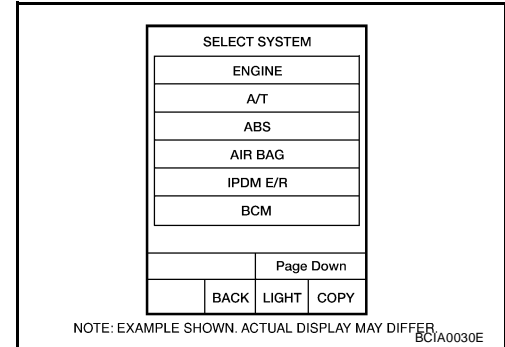 SELECT SYSTEM
ENGINE
A/T
ABS
AIR BAG
IPDM E/R
BCM
Page Down
BACK LIGHT COPY
NOTE: EXAMPLE SHOWN. ACTUAL DISPLAY MAY DIFFER.
BCIA0030E